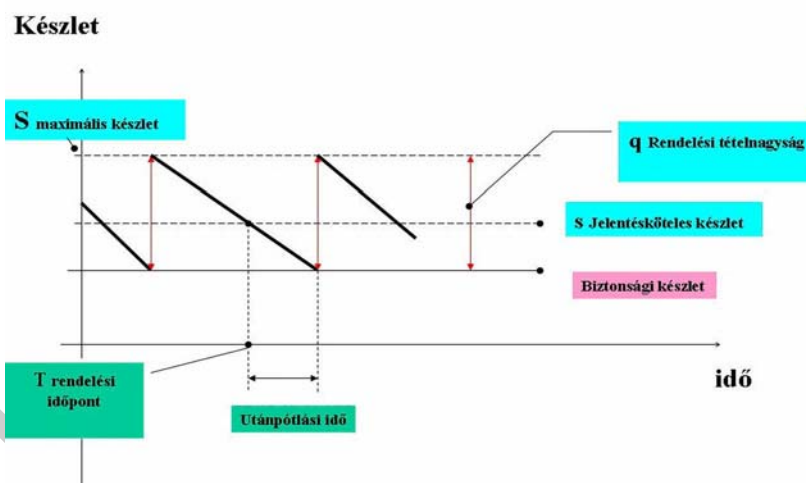 Készlet
S maximális készlet
q Rendelési tételnagyság
s Jelentésköteles készlet
Biztonsági készlet
T rendelési
időpont
idő
Utánpótlási idő